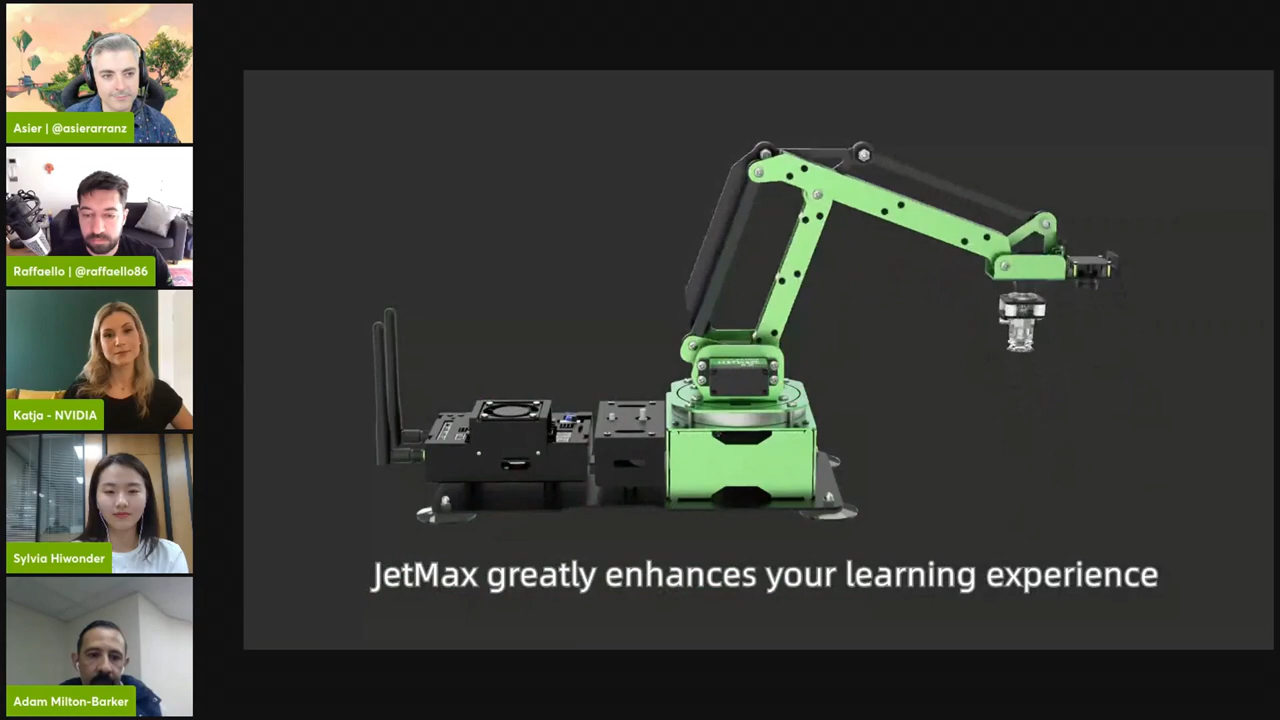 Asier | @asierarranz
Raffaello | @raffaello86
Katja - NVIDIA
Sylvia Hiwonder
Adam Milton-Barker
JetMax greatly enhances your learning experience